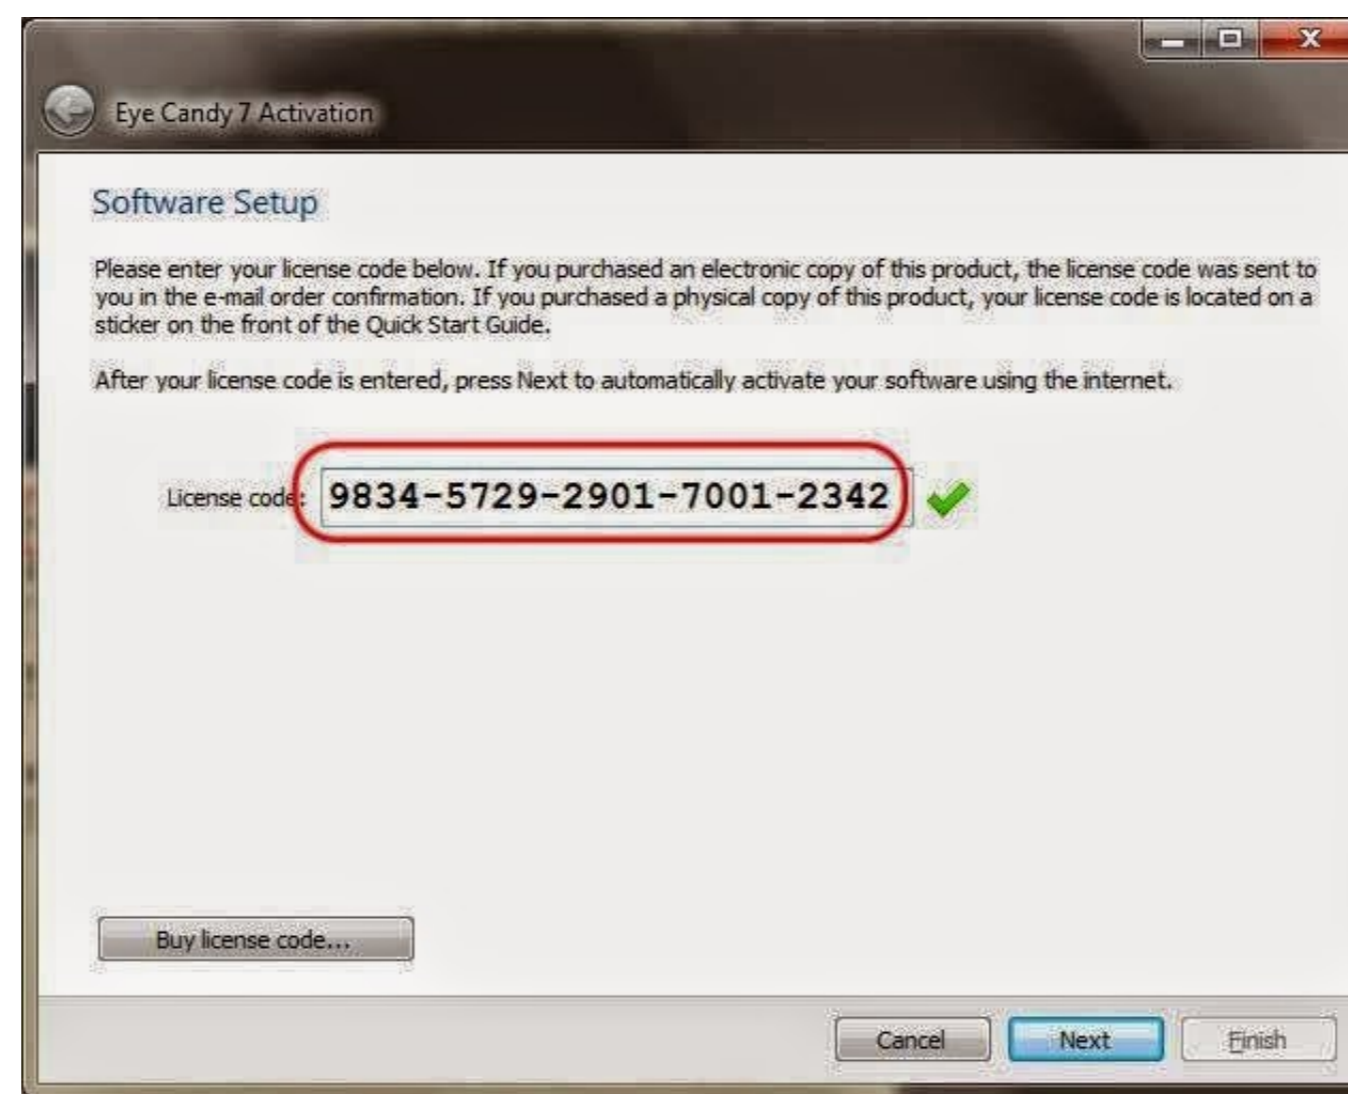 Eye Candy 7 Activation
Software Setup
Please enter your license code below. If you purchased an electronic copy of this product, the license code was sent to
you in the e-mail order confirmation. If you purchased a physical copy of this product, your license code is located on a
sticker on the front of the Quick Start Guide.
After your license code is entered, press Next to automatically activate your software using the internet.
License code: 9834-5729-2901-7001-2342
Buy license code...
Cancel Next Finish